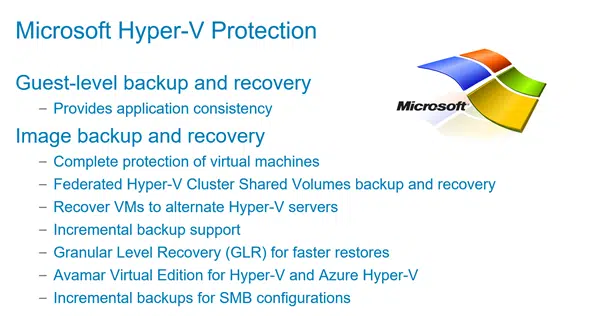 Microsoft Hyper-V Protection
Guest-level backup and recovery
– Provides application consistency
Microsoft
Image backup and recovery
– Complete protection of virtual machines
– Federated Hyper-V Cluster Shared Volumes backup and recovery
– Recover VMs to alternate Hyper-V servers
– Incremental backup support
– Granular Level Recovery (GLR) for faster restores
– Avamar Virtual Edition for Hyper-V and Azure Hyper-V
– Incremental backups for SMB configurations